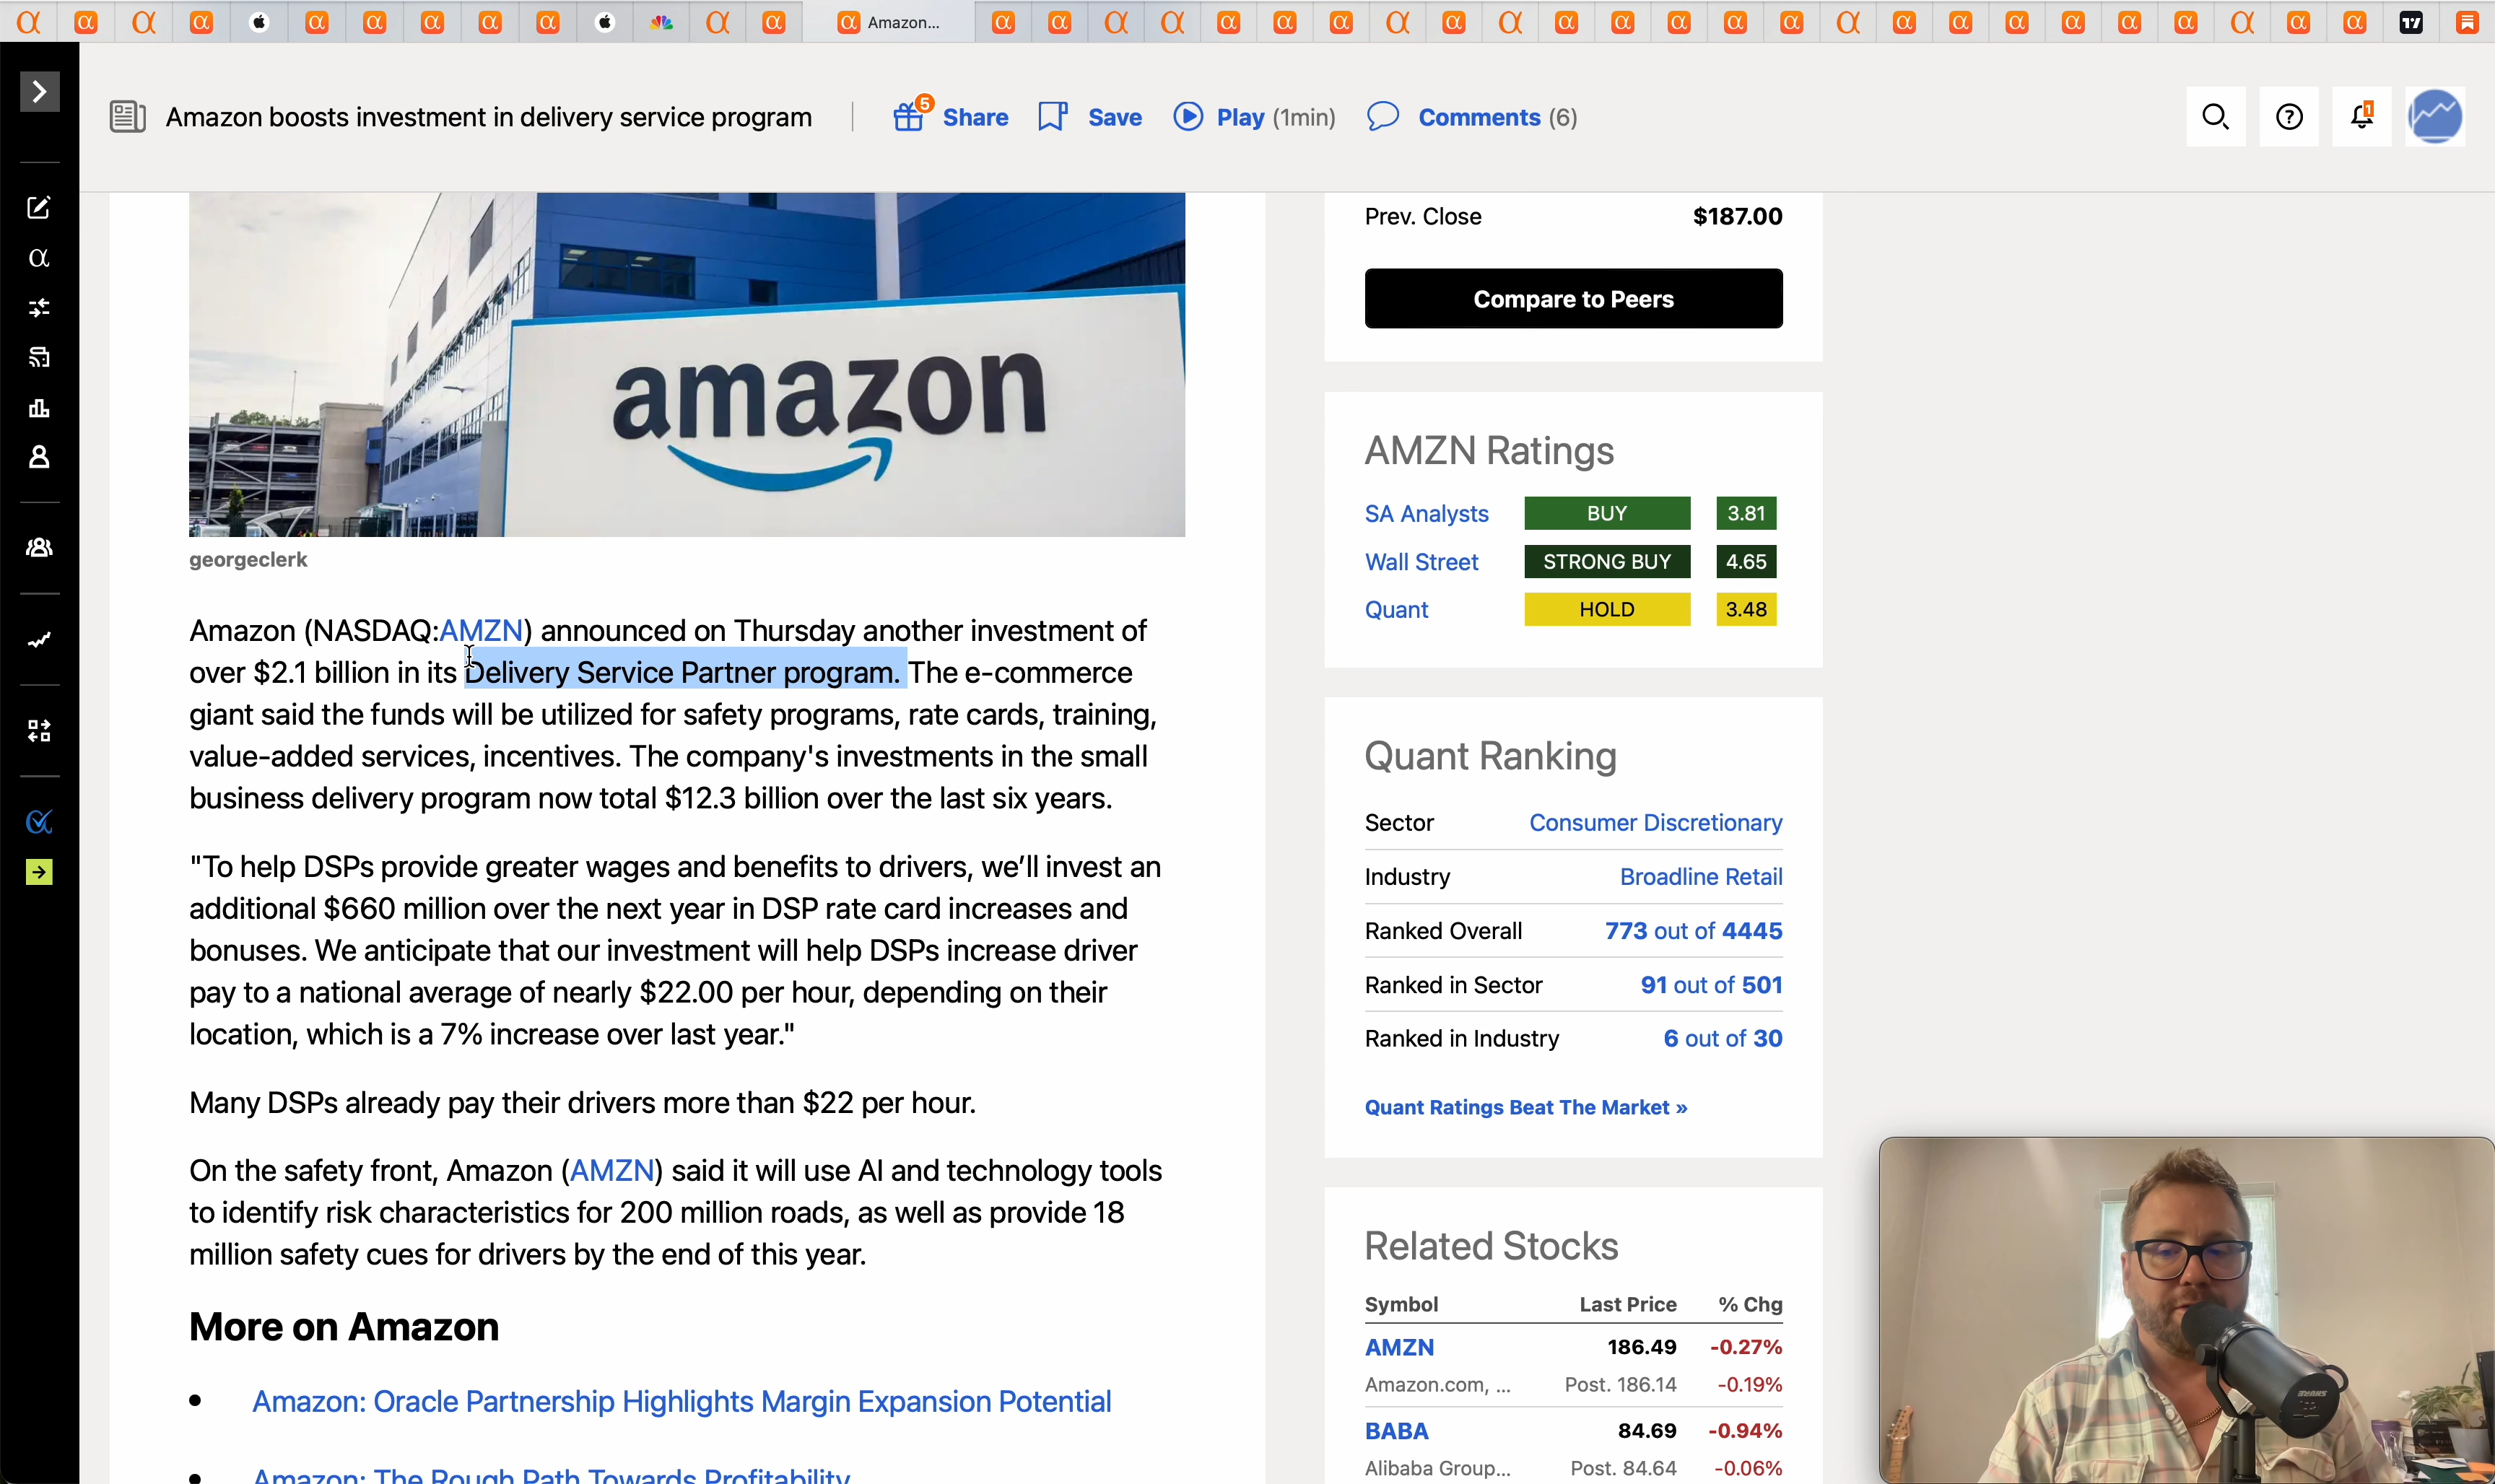 Amazon...
Amazon boosts investment in delivery service program
5
Share
Save
Play (1min)
Comments (6)
1
amazon
georgeclerk
Amazon (NASDAQ:AMZN) announced on Thursday another investment of
over $2.1 billion in its Delivery Service Partner program. The e-commerce
giant said the funds will be utilized for safety programs, rate cards, training,
value-added services, incentives. The company's investments in the small
business delivery program now total $12.3 billion over the last six years.
"To help DSPs provide greater wages and benefits to drivers, we’ll invest an
additional $660 million over the next year in DSP rate card increases and
bonuses. We anticipate that our investment will help DSPs increase driver
pay to a national average of nearly $22.00 per hour, depending on their
location, which is a 7% increase over last year."
Many DSPs already pay their drivers more than $22 per hour.
On the safety front, Amazon (AMZN) said it will use AI and technology tools
to identify risk characteristics for 200 million roads, as well as provide 18
million safety cues for drivers by the end of this year.
More on Amazon
• Amazon: Oracle Partnership Highlights Margin Expansion Potential
• Amazon: The Rough Path Towards Profitability
Prev. Close $187.00
Compare to Peers
AMZN Ratings
SA Analysts BUY 3.81
Wall Street STRONG BUY 4.65
Quant HOLD 3.48
Quant Ranking
Sector Consumer Discretionary
Industry Broadline Retail
Ranked Overall 773 out of 4445
Ranked in Sector 91 out of 501
Ranked in Industry 6 out of 30
Quant Ratings Beat The Market »
Related Stocks
Symbol Last Price % Chg
AMZN 186.49 -0.27%
Amazon.com, ... Post. 186.14 -0.19%
BABA 84.69 -0.94%
Alibaba Group... Post. 84.64 -0.06%